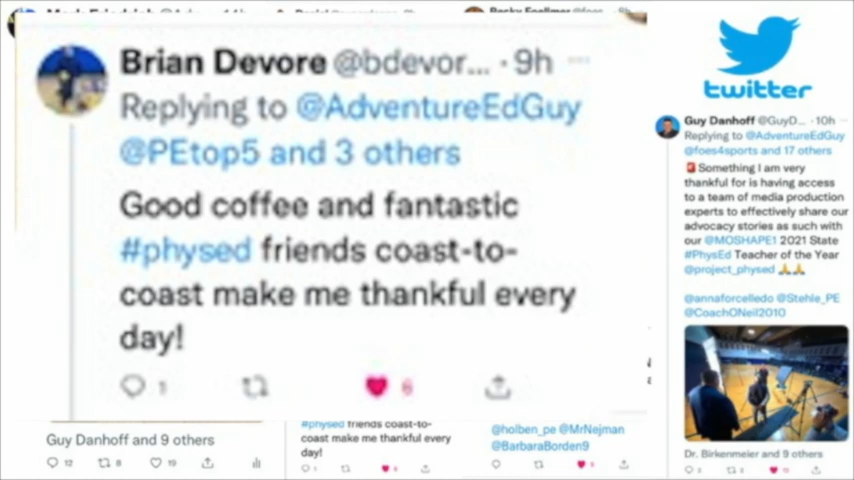 Brian Devore @bdevor... · 9h
Replying to @AdventureEdGuy
@PEtop5 and 3 others
Good coffee and fantastic
#physed friends coast-to-
coast make me thankful every
day!
1 6
Guy Danhoff and 9 others
12 8 19
#physed friends coast-to-
coast make me thankful every
day!
@holben_pe @MrNejman
@BarbaraBorden9
twitter
Guy Danhoff @GuyD... · 10h
Replying to @AdventureEdGuy
@foes4sports and 17 others
🚨Something I am very
thankful for is having access
to a team of media production
experts to effectively share our
advocacy stories as such with
our @MOSHAPE1 2021 State
#PhysEd Teacher of the Year
@project_physed 🙏🙏
@annaforcelledo @Stehle_PE
@CoachONeil2010
Dr. Birkenmeier and 9 others